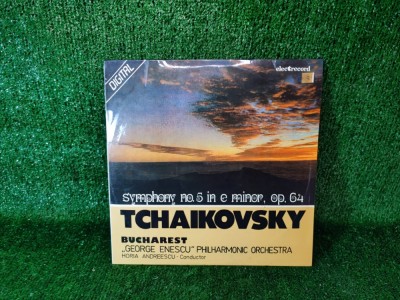 DIGITAL
electrecord
symphony no. 5 in e minor, op. 64
TCHAIKOVSKY
BUCHAREST
„GEORGE ENESCU” PHILHARMONIC ORCHESTRA
HORIA ANDREESCU - Conductor